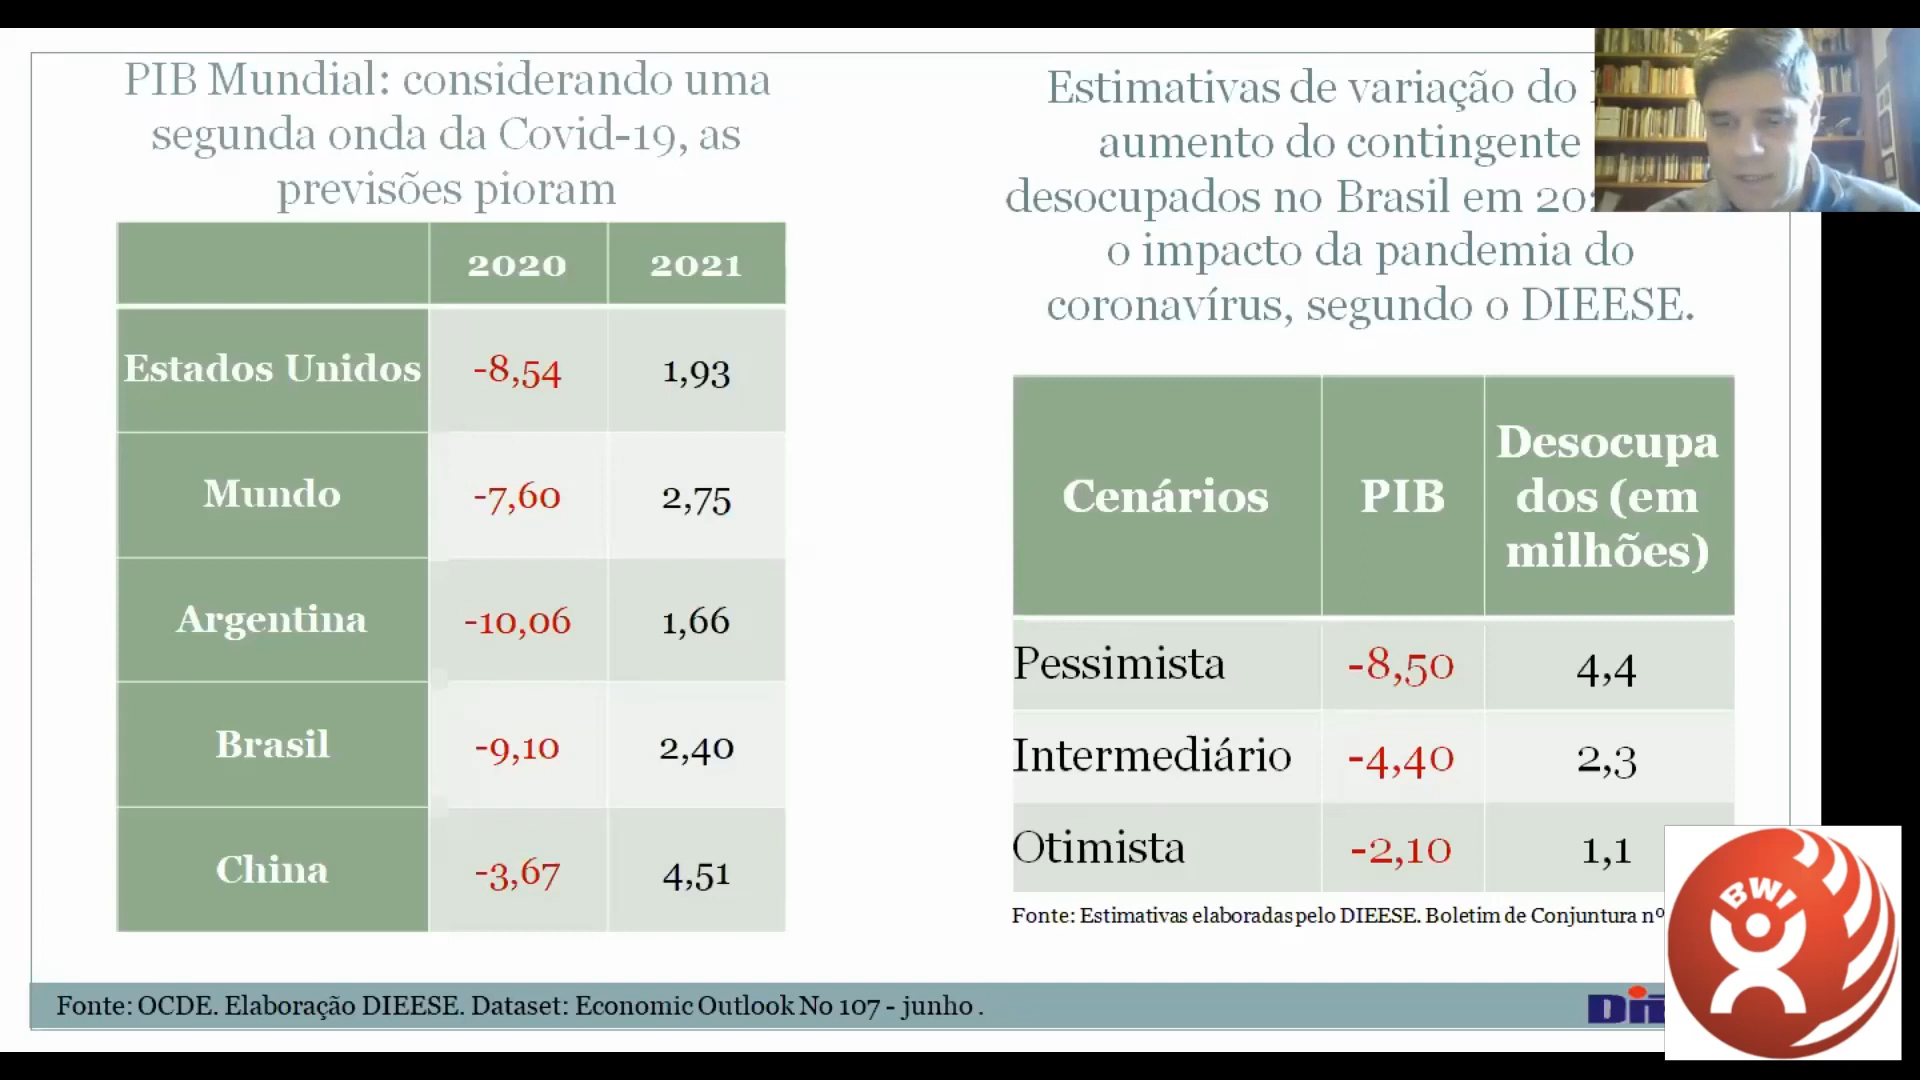 PIB Mundial: considerando uma
segunda onda da Covid-19, as
previsões pioram
2020 2021
Estados Unidos -8,54 1,93
Mundo -7,60 2,75
Argentina -10,06 1,66
Brasil -9,10 2,40
China -3,67 4,51
Estimativas de variação do
aumento do contingente
desocupados no Brasil em
o impacto da pandemia do
coronavírus, segundo o DIEESE.
Cenários PIB Desocupa
dos (em
milhões)
Pessimista -8,50 4,4
Intermediário -4,40 2,3
Otimista -2,10 1,1
Fonte: Estimativas elaboradas pelo DIEESE. Boletim de Conjuntura nº
Fonte: OCDE. Elaboração DIEESE. Dataset: Economic Outlook No 107 - junho .
BWI